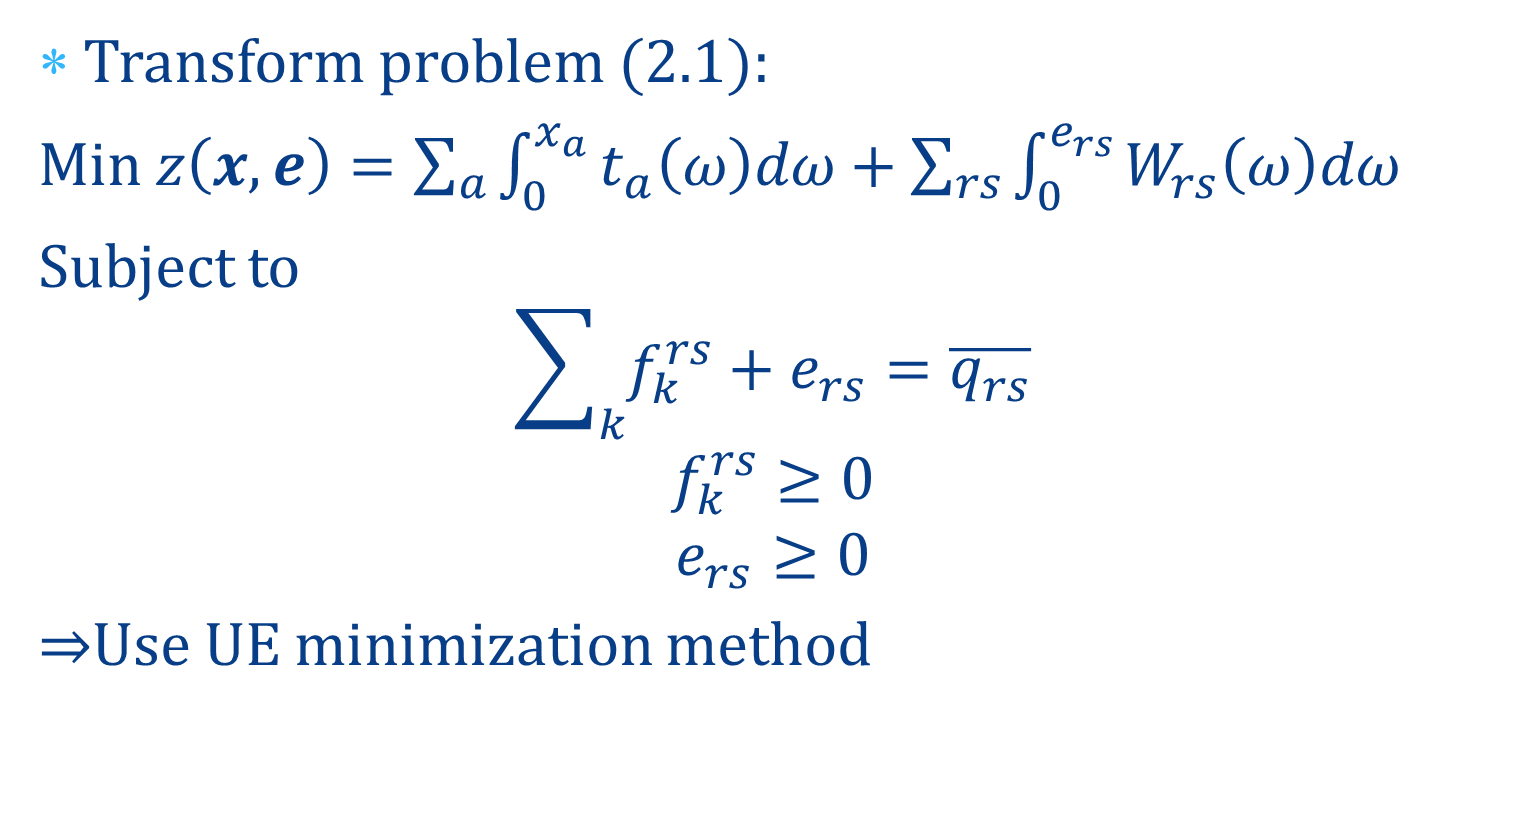 * Transform problem (2.1):
Min z(x, e) = ∑_a ∫_0^{x_a} t_a(ω)dω + ∑_{rs} ∫_0^{e_{rs}} W_{rs}(ω)dω
Subject to
∑_k f_k^{rs} + e_{rs} = \overline{q_{rs}}
f_k^{rs} ≥ 0
e_{rs} ≥ 0
⇒Use UE minimization method